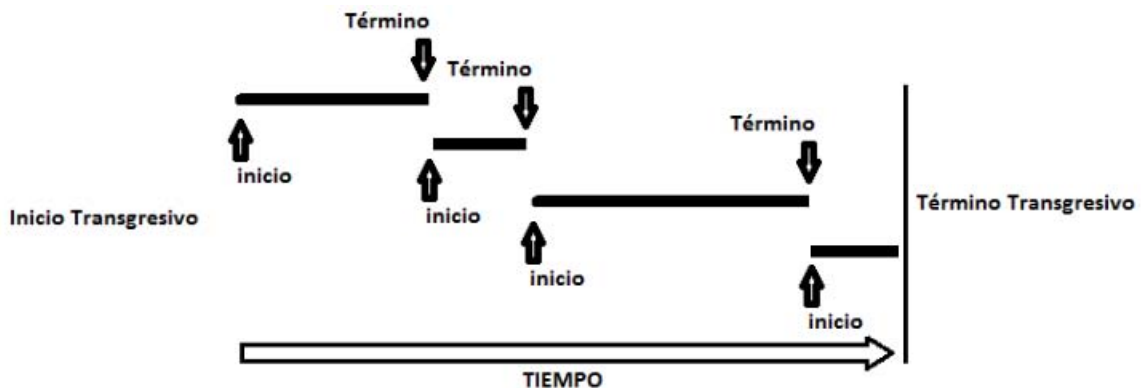 Término
Término
Término
inicio
inicio
Inicio Transgresivo
Término Transgresivo
inicio
inicio
TIEMPO